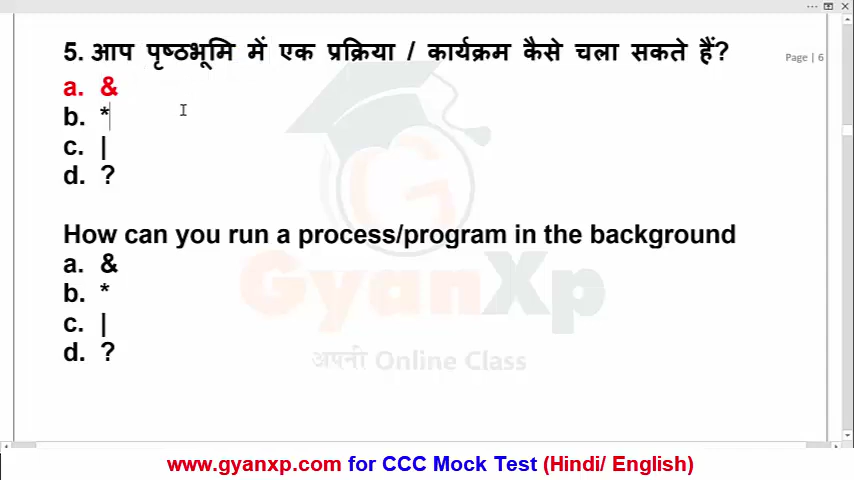 5. आप पृष्ठभूमि में एक प्रक्रिया / कार्यक्रम कैसे चला सकते हैं?
Page | 6
a. &
b. *
c. |
d. ?
How can you run a process/program in the background
a. &
b. *
c. |
d. ?
G
GyanXp
अपनी Online Class
www.gyanxp.com for CCC Mock Test (Hindi/ English)